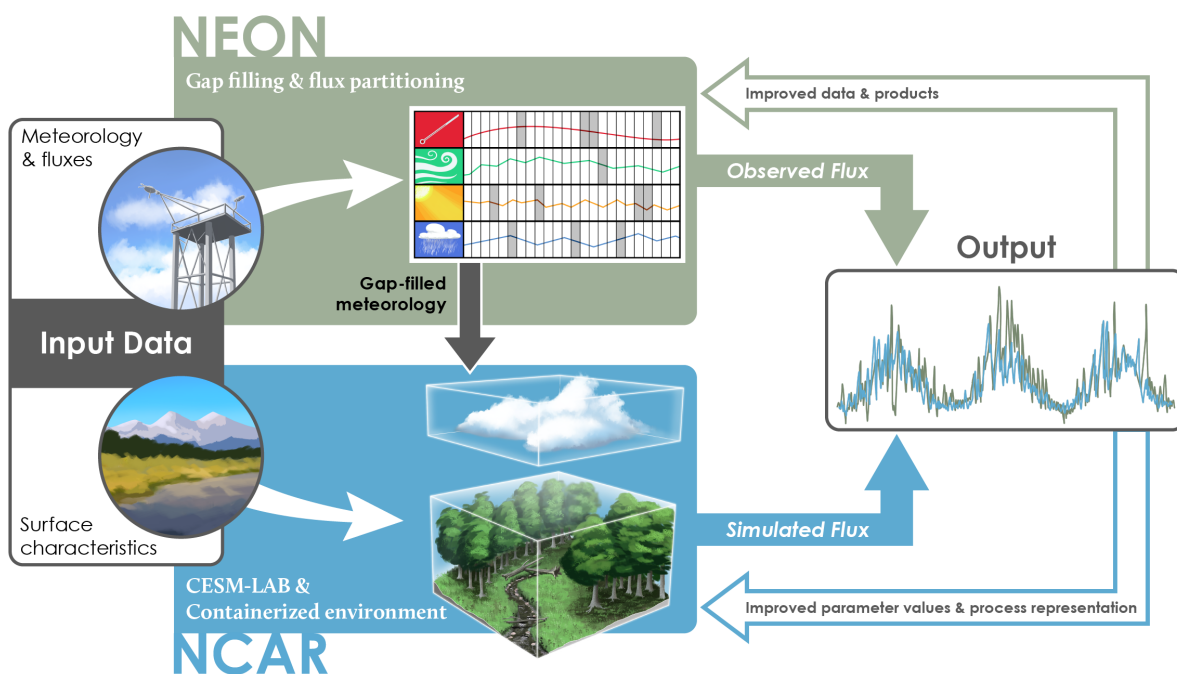 NEON
Gap filling & flux partitioning
Improved data & products
Meteorology
& fluxes
Observed Flux
Output
Gap-filled
meteorology
Input Data
Surface
characteristics
Simulated Flux
CESM-LAB &
Containerized environment
Improved parameter values & process representation
NCAR